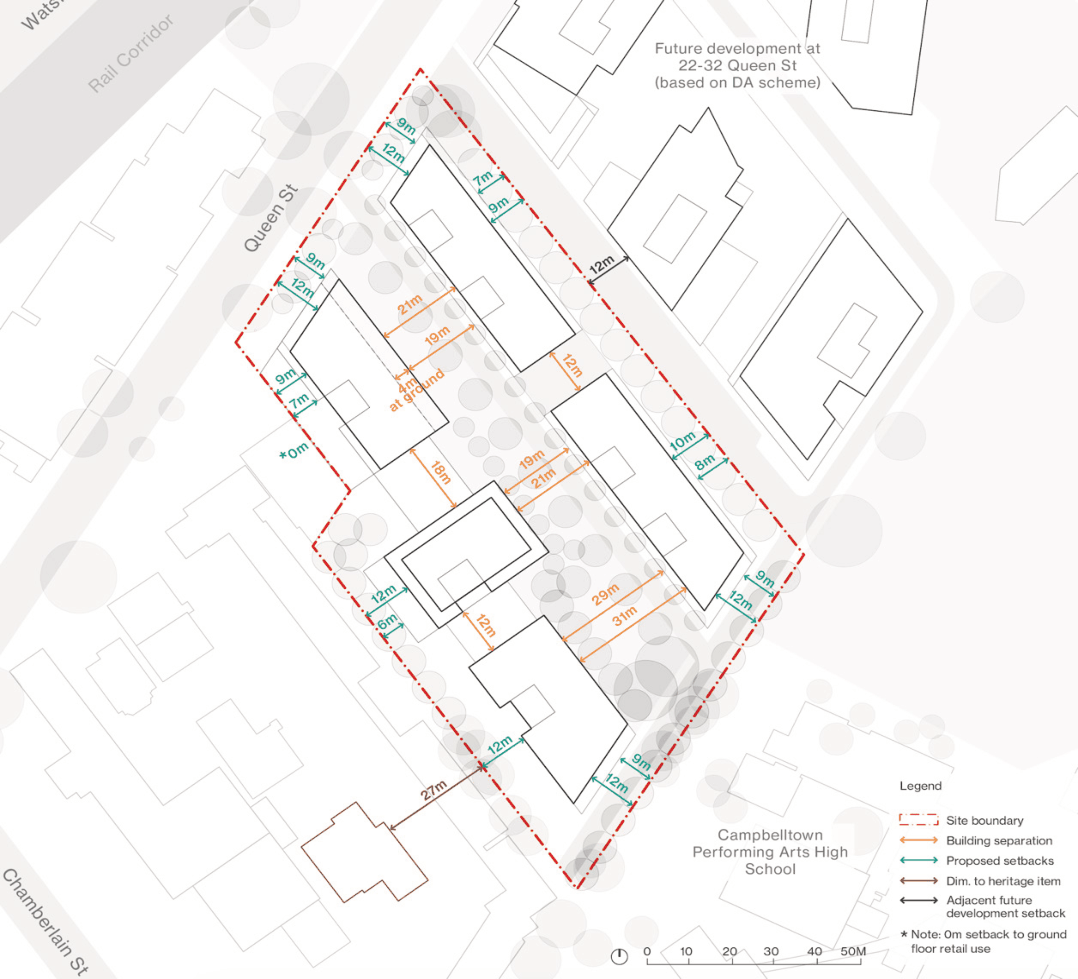 Wats
Rail Corridor
Queen St
Future development at
22-32 Queen St
(based on DA scheme)
9m
12m
7m
9m
12m
9m
12m
21m
19m
4m
at ground
12m
9m
7m
*0m
18m
19m
21m
10m
8m
12m
6m
12m
29m
31m
9m
12m
12m
9m
12m
27m
Campbelltown
Performing Arts High
School
Chamberlain St
Legend
Site boundary
Building separation
Proposed setbacks
Dim. to heritage item
Adjacent future
development setback
* Note: 0m setback to ground
floor retail use
0 10 20 30 40 50M